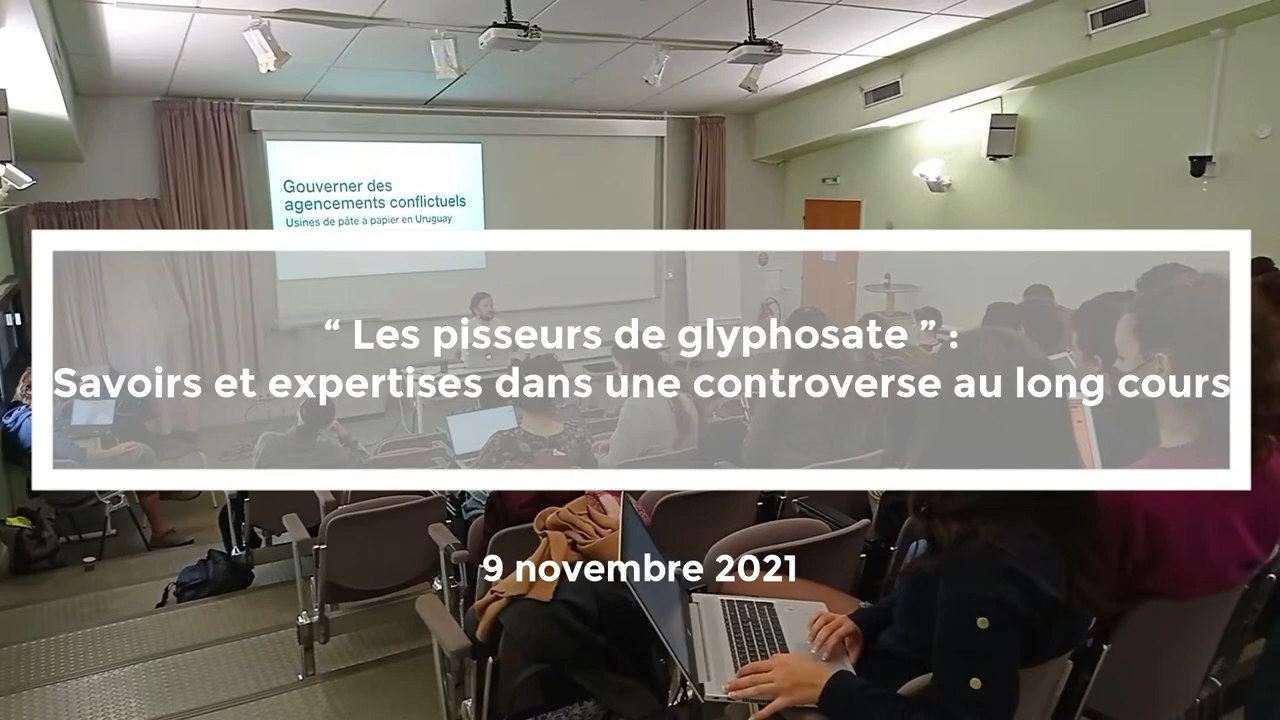 Gouverner des
agencements conflictuels
Usines de pâte à papier en Uruguay
“ Les pisseurs de glyphosate ” :
Savoirs et expertises dans une controverse au long cours
9 novembre 2021